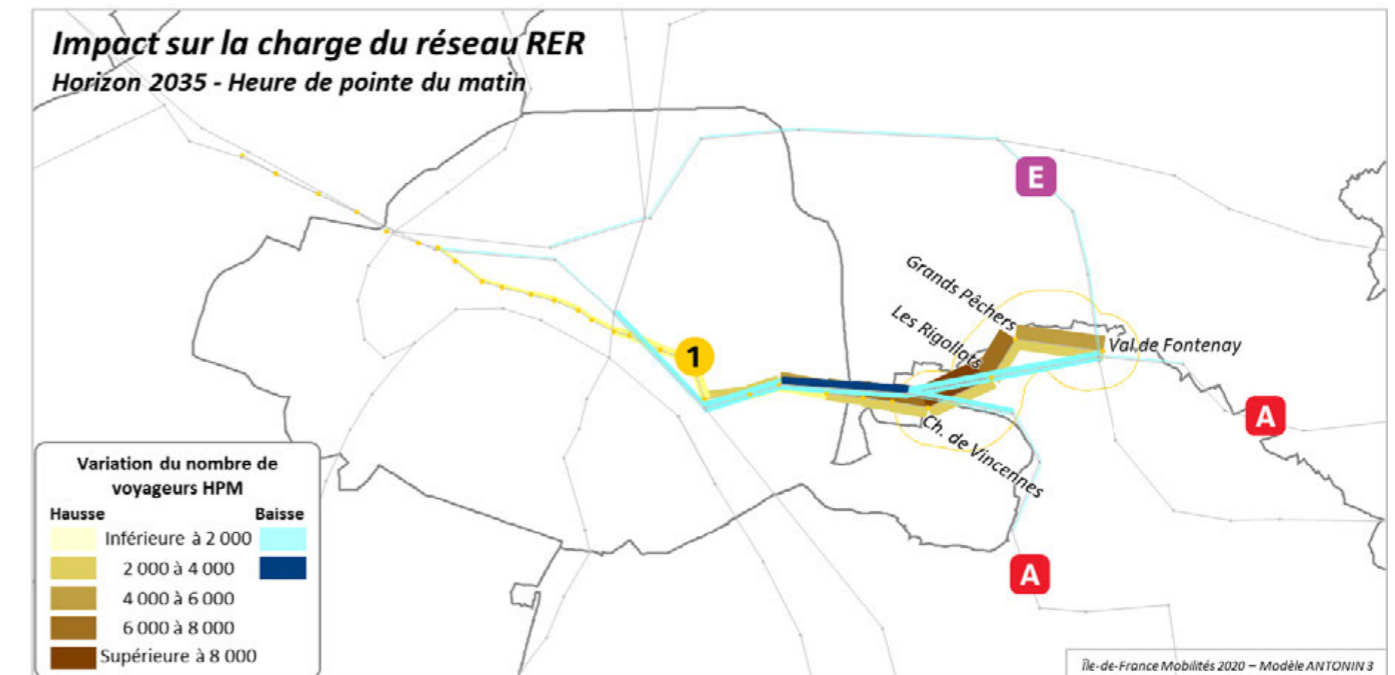 Impact sur la charge du réseau RER
Horizon 2035 - Heure de pointe du matin
E
Grands Pêchers
Les Rigollots
Val de Fontenay
1
A
Ch. de Vincennes
A
Variation du nombre de
voyageurs HPM
Hausse Baisse
Inférieure à 2 000
2 000 à 4 000
4 000 à 6 000
6 000 à 8 000
Supérieure à 8 000
Île-de-France Mobilités 2020 – Modèle ANTONIN 3